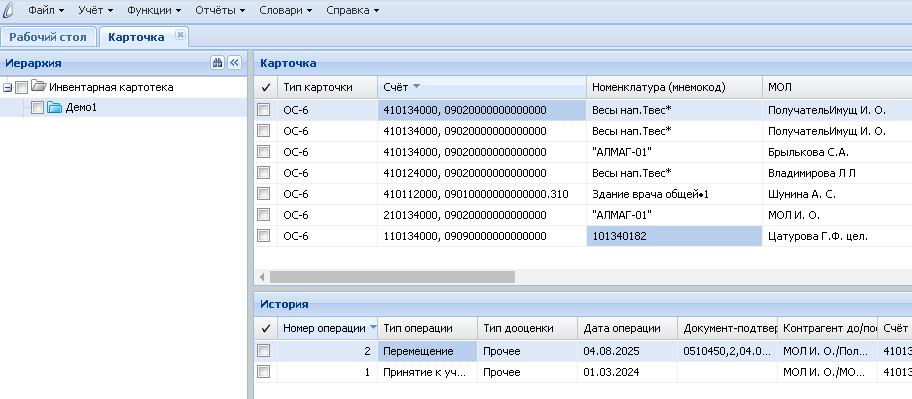 Файл Учёт Функции Отчёты Словари Справка
Рабочий стол Карточка
Иерархия
Инвентарная картотека
Демо1
Карточка
Тип карточки Счёт Номенклатура (мнемокод) МОЛ
ОС-6 410134000, 09020000000000000 Весы нап.Твес* ПолучательИмущ И. О.
ОС-6 410134000, 09020000000000000 Весы нап.Твес* ПолучательИмущ И. О.
ОС-6 410134000, 09020000000000000 "АЛМАГ-01" Брылькова С.А.
ОС-6 410124000, 09020000000000000 Весы нап.Твес* Владимирова Л Л
ОС-6 410112000, 09010000000000000.310 Здание врача общей•1 Шунина А. С.
ОС-6 210134000, 09020000000000000 "АЛМАГ-01" МОЛ И. О.
ОС-6 110134000, 09090000000000000 101340182 Цатурова Г.Ф. цел.
История
Номер операции Тип операции Тип дооценки Дата операции Документ-подтвер Контрагент до/пос Счёт
2 Перемещение Прочее 04.08.2025 0510450,2,04.0... МОЛ И. О./Пол... 41013
1 Принятие к уч... Прочее 01.03.2024 МОЛ И. О./МО... 41013